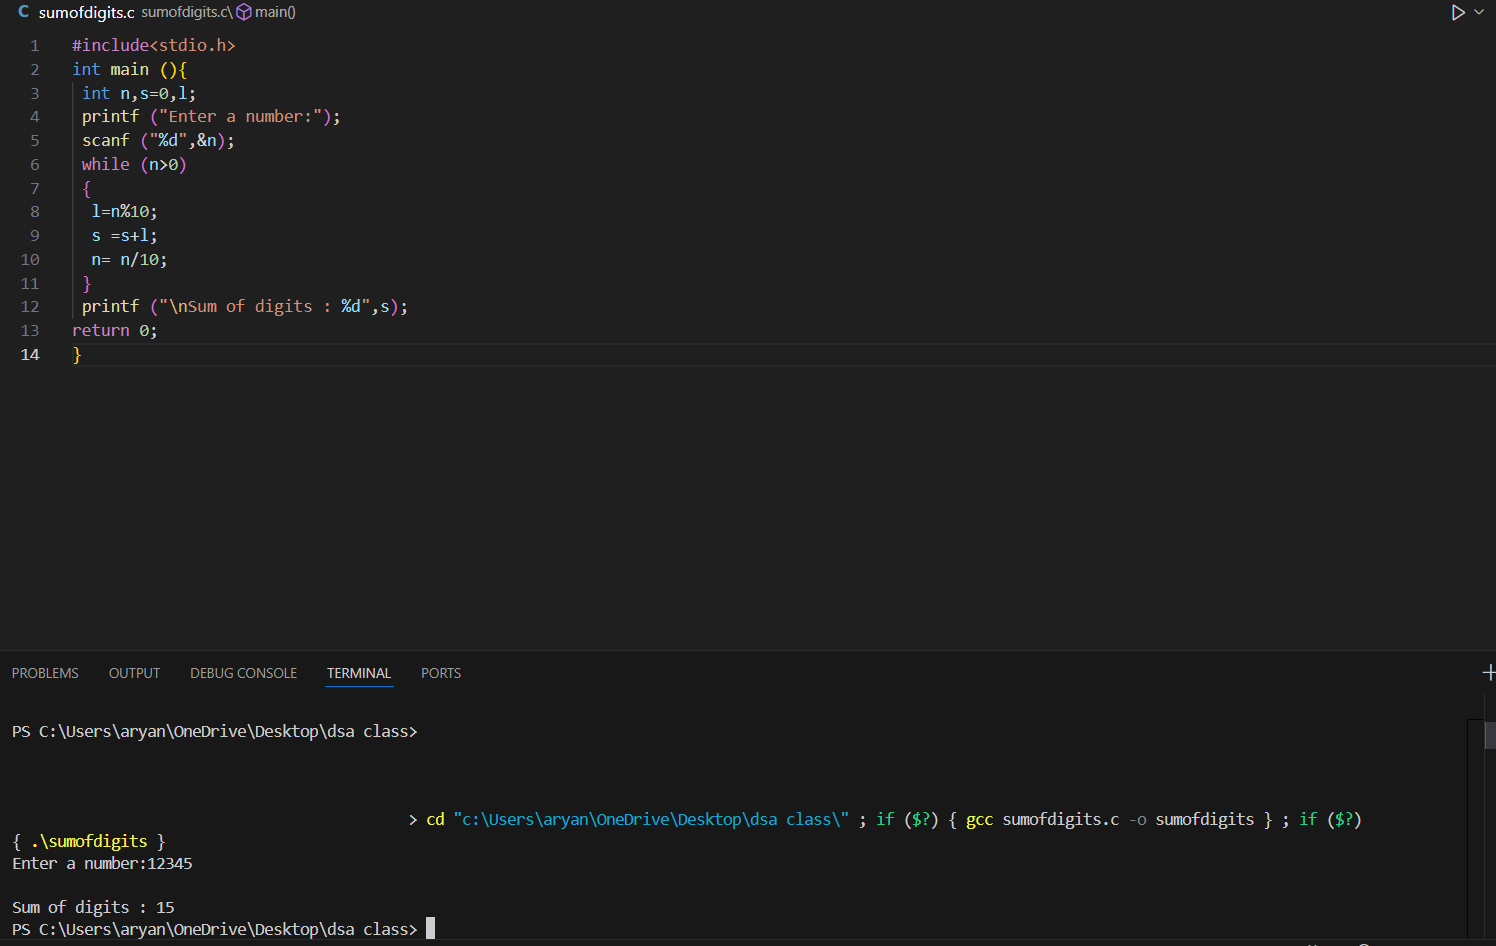 C sumofdigits.c sumofdigits.c\ main()
1 #include<stdio.h>
2 int main (){
3 int n,s=0,l;
4 printf ("Enter a number:");
5 scanf ("%d",&n);
6 while (n>0)
7 {
8 l=n%10;
9 s =s+l;
10 n= n/10;
11 }
12 printf ("\nSum of digits : %d",s);
13 return 0;
14 }
PROBLEMS OUTPUT DEBUG CONSOLE TERMINAL PORTS
PS C:\Users\aryan\OneDrive\Desktop\dsa class>
> cd "c:\Users\aryan\OneDrive\Desktop\dsa class\" ; if ($?) { gcc sumofdigits.c -o sumofdigits } ; if ($?)
{ .\sumofdigits }
Enter a number:12345
Sum of digits : 15
PS C:\Users\aryan\OneDrive\Desktop\dsa class>